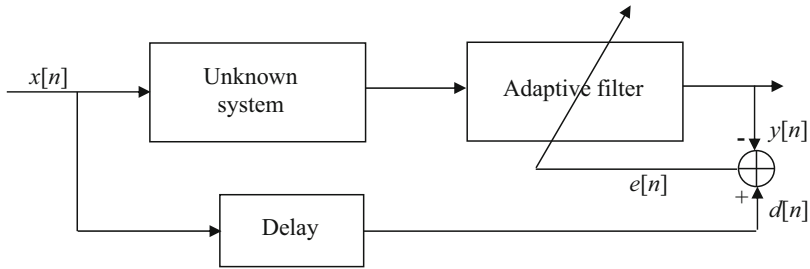 x[n]
Unknown
system
Adaptive filter
-
y[n]
e[n]
+
d[n]
Delay